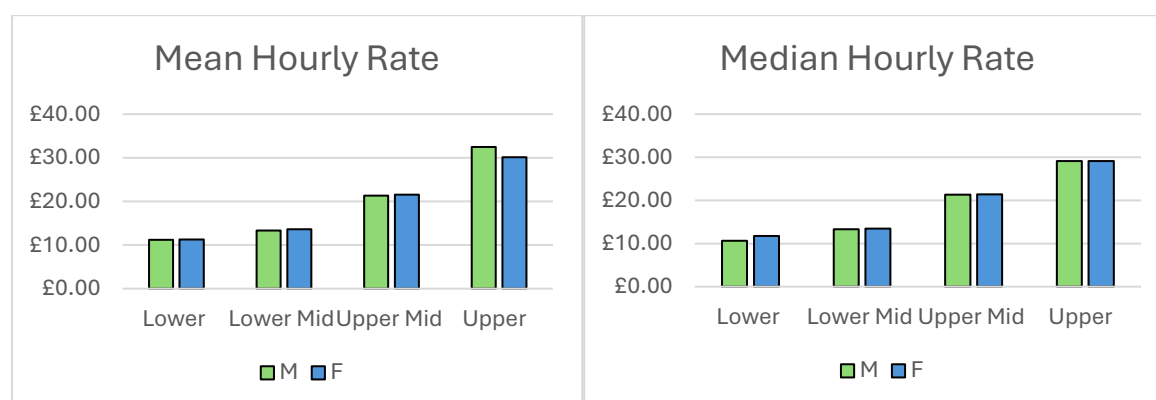 Mean Hourly Rate
£40.00
£30.00
£20.00
£10.00
£0.00
Lower Lower Mid Upper Mid Upper
M F
Median Hourly Rate
£40.00
£30.00
£20.00
£10.00
£0.00
Lower Lower Mid Upper Mid Upper
M F